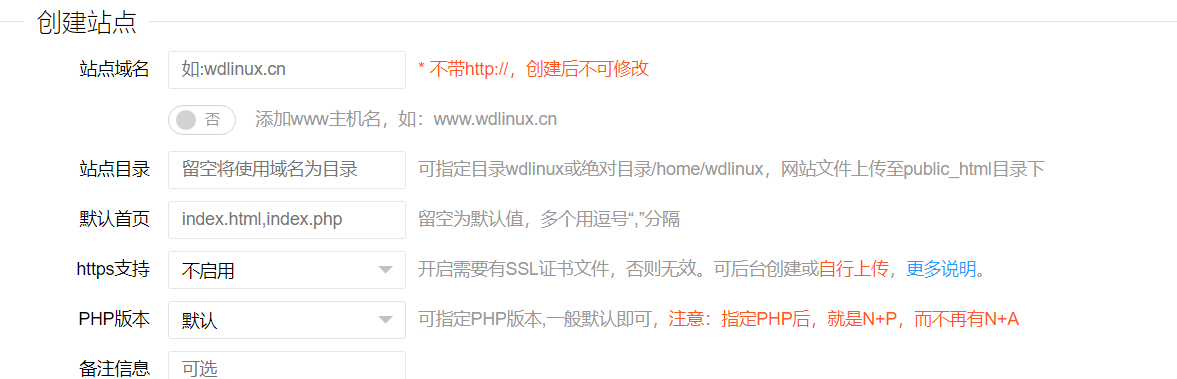 创建站点
站点域名 如:wdlinux.cn * 不带http://，创建后不可修改
否 添加www主机名，如：www.wdlinux.cn
站点目录 留空将使用域名为目录 可指定目录wdlinux或绝对目录/home/wdlinux，网站文件上传至public_html目录下
默认首页 index.html,index.php 留空为默认值，多个用逗号“,”分隔
https支持 不启用 开启需要有SSL证书文件，否则无效。可后台创建或自行上传，更多说明。
PHP版本 默认 可指定PHP版本,一般默认即可，注意：指定PHP后，就是N+P，而不再有N+A
备注信息 可选